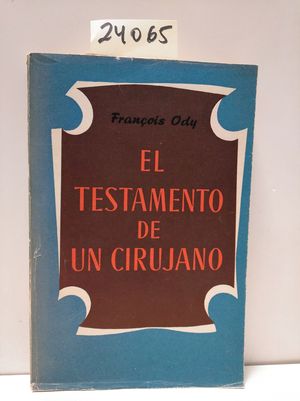 24065
François Ody
EL
TESTAMENTO
DE
UN CIRUJANO